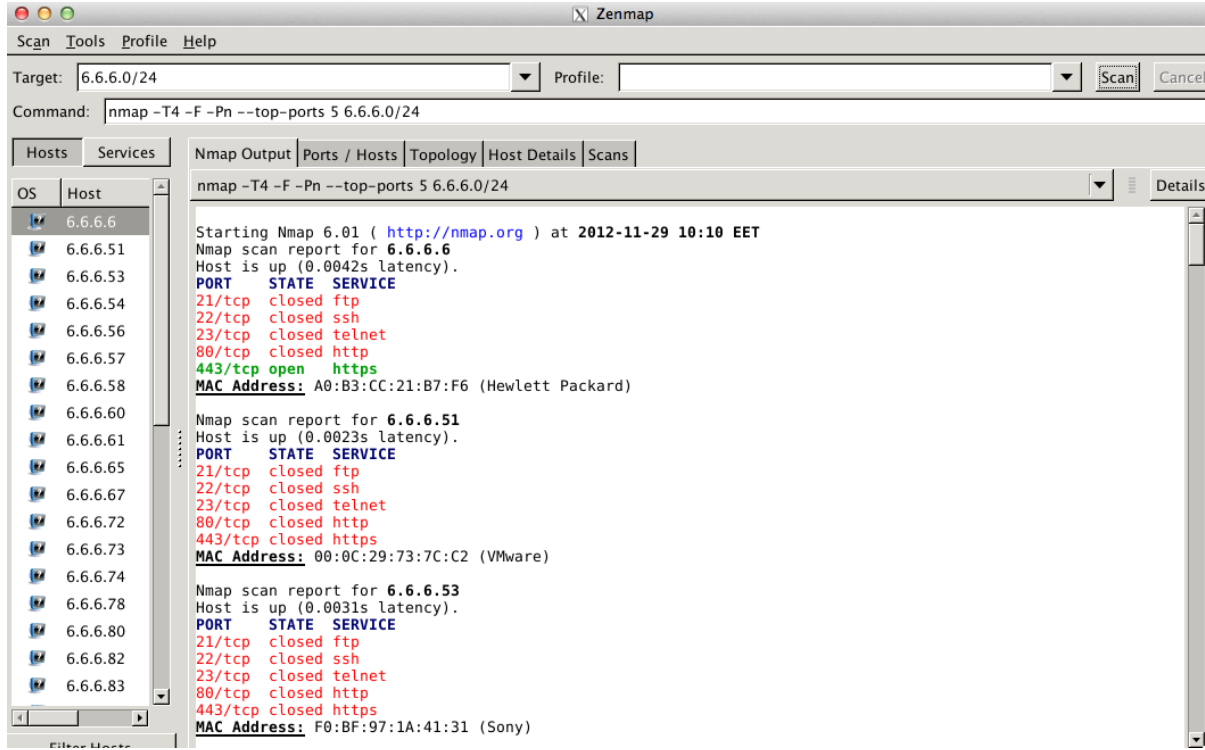 Zenmap
Scan Tools Profile Help
Target: 6.6.6.0/24 Profile: Scan Cancel
Command: nmap -T4 -F -Pn --top-ports 5 6.6.6.0/24
Hosts Services
OS Host
6.6.6.6
6.6.6.51
6.6.6.53
6.6.6.54
6.6.6.56
6.6.6.57
6.6.6.58
6.6.6.60
6.6.6.61
6.6.6.65
6.6.6.67
6.6.6.72
6.6.6.73
6.6.6.74
6.6.6.78
6.6.6.80
6.6.6.82
6.6.6.83
Filter Hosts
Nmap Output Ports / Hosts Topology Host Details Scans
nmap -T4 -F -Pn --top-ports 5 6.6.6.0/24 Details
Starting Nmap 6.01 ( http://nmap.org ) at 2012-11-29 10:10 EET
Nmap scan report for 6.6.6.6
Host is up (0.0042s latency).
PORT STATE SERVICE
21/tcp closed ftp
22/tcp closed ssh
23/tcp closed telnet
80/tcp closed http
443/tcp open https
MAC Address: A0:B3:CC:21:B7:F6 (Hewlett Packard)
Nmap scan report for 6.6.6.51
Host is up (0.0023s latency).
PORT STATE SERVICE
21/tcp closed ftp
22/tcp closed ssh
23/tcp closed telnet
80/tcp closed http
443/tcp closed https
MAC Address: 00:0C:29:73:7C:C2 (VMware)
Nmap scan report for 6.6.6.53
Host is up (0.0031s latency).
PORT STATE SERVICE
21/tcp closed ftp
22/tcp closed ssh
23/tcp closed telnet
80/tcp closed http
443/tcp closed https
MAC Address: F0:BF:97:1A:41:31 (Sony)